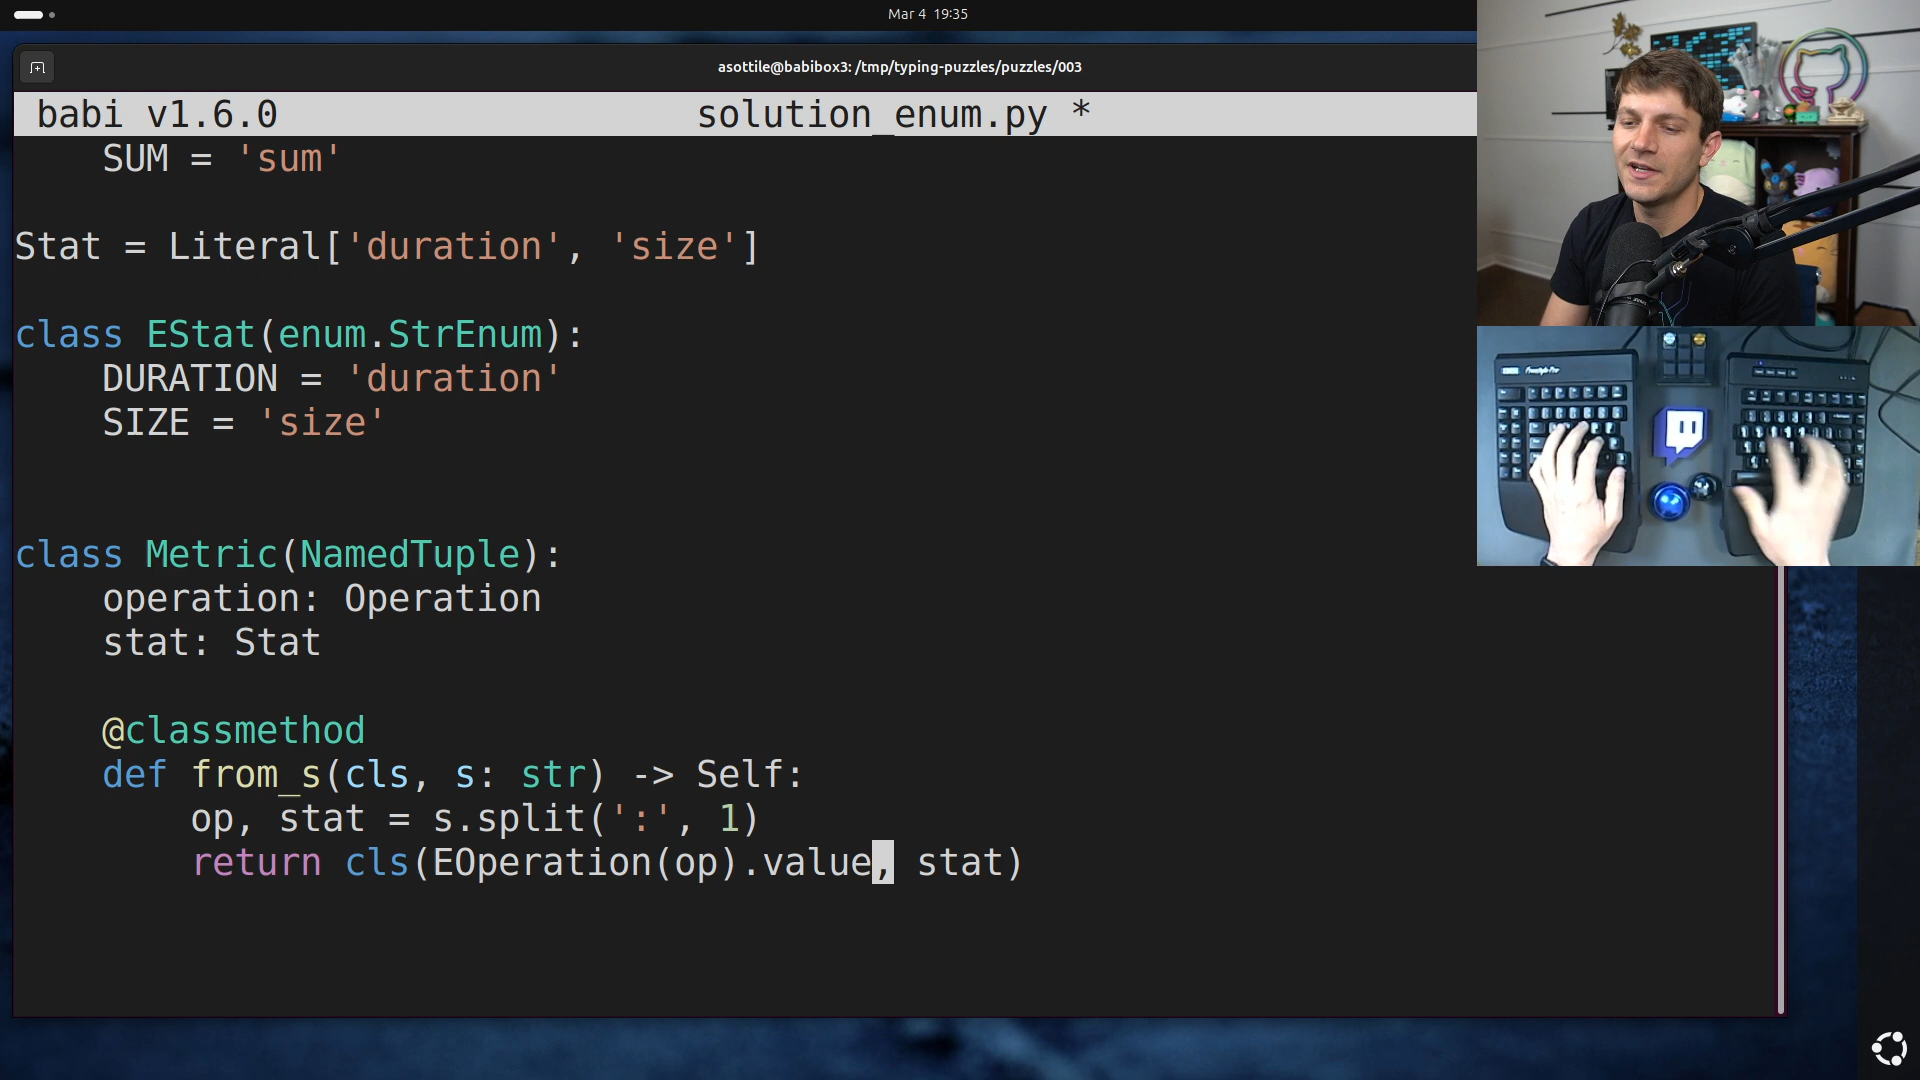 Mar 4 19:35
asottile@babibox3: /tmp/typing-puzzles/puzzles/003
babi v1.6.0 solution_enum.py *
SUM = 'sum'
Stat = Literal['duration', 'size']
class EStat(enum.StrEnum):
DURATION = 'duration'
SIZE = 'size'
class Metric(NamedTuple):
operation: Operation
stat: Stat
@classmethod
def from_s(cls, s: str) -> Self:
op, stat = s.split(':', 1)
return cls(EOperation(op).value, stat)